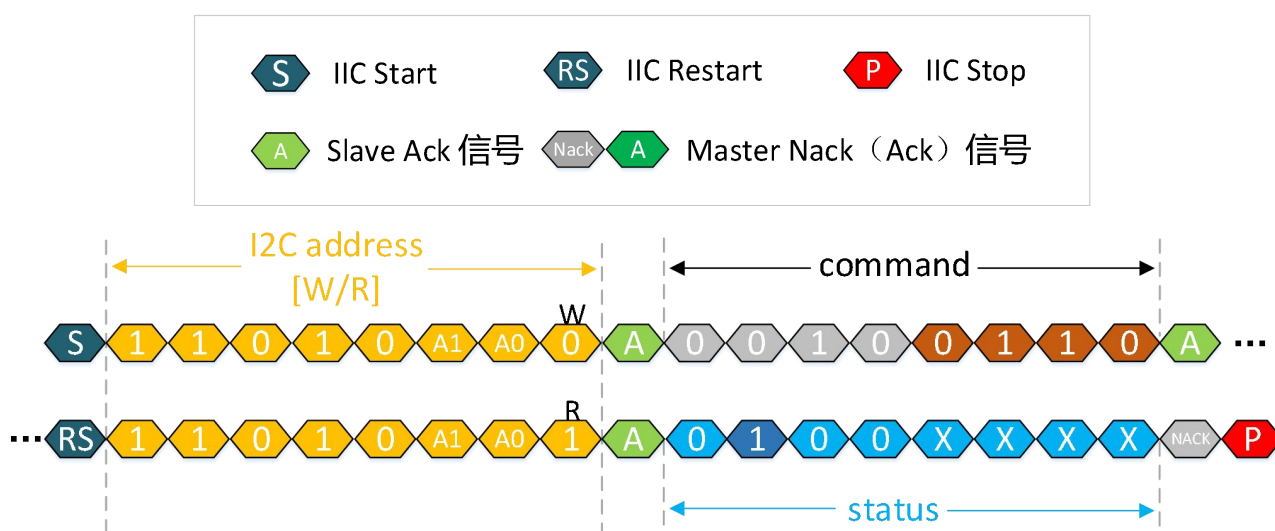 S IIC Start RS IIC Restart P IIC Stop
A Slave Ack 信号 Nack A Master Nack（Ack）信号
I2C address
[W/R]
command
W
S 1 1 0 1 0 A1 A0 0 A 0 0 1 0 0 1 1 0 A ...
R
... RS 1 1 0 1 0 A1 A0 1 A 0 1 0 0 X X X X NACK P
status